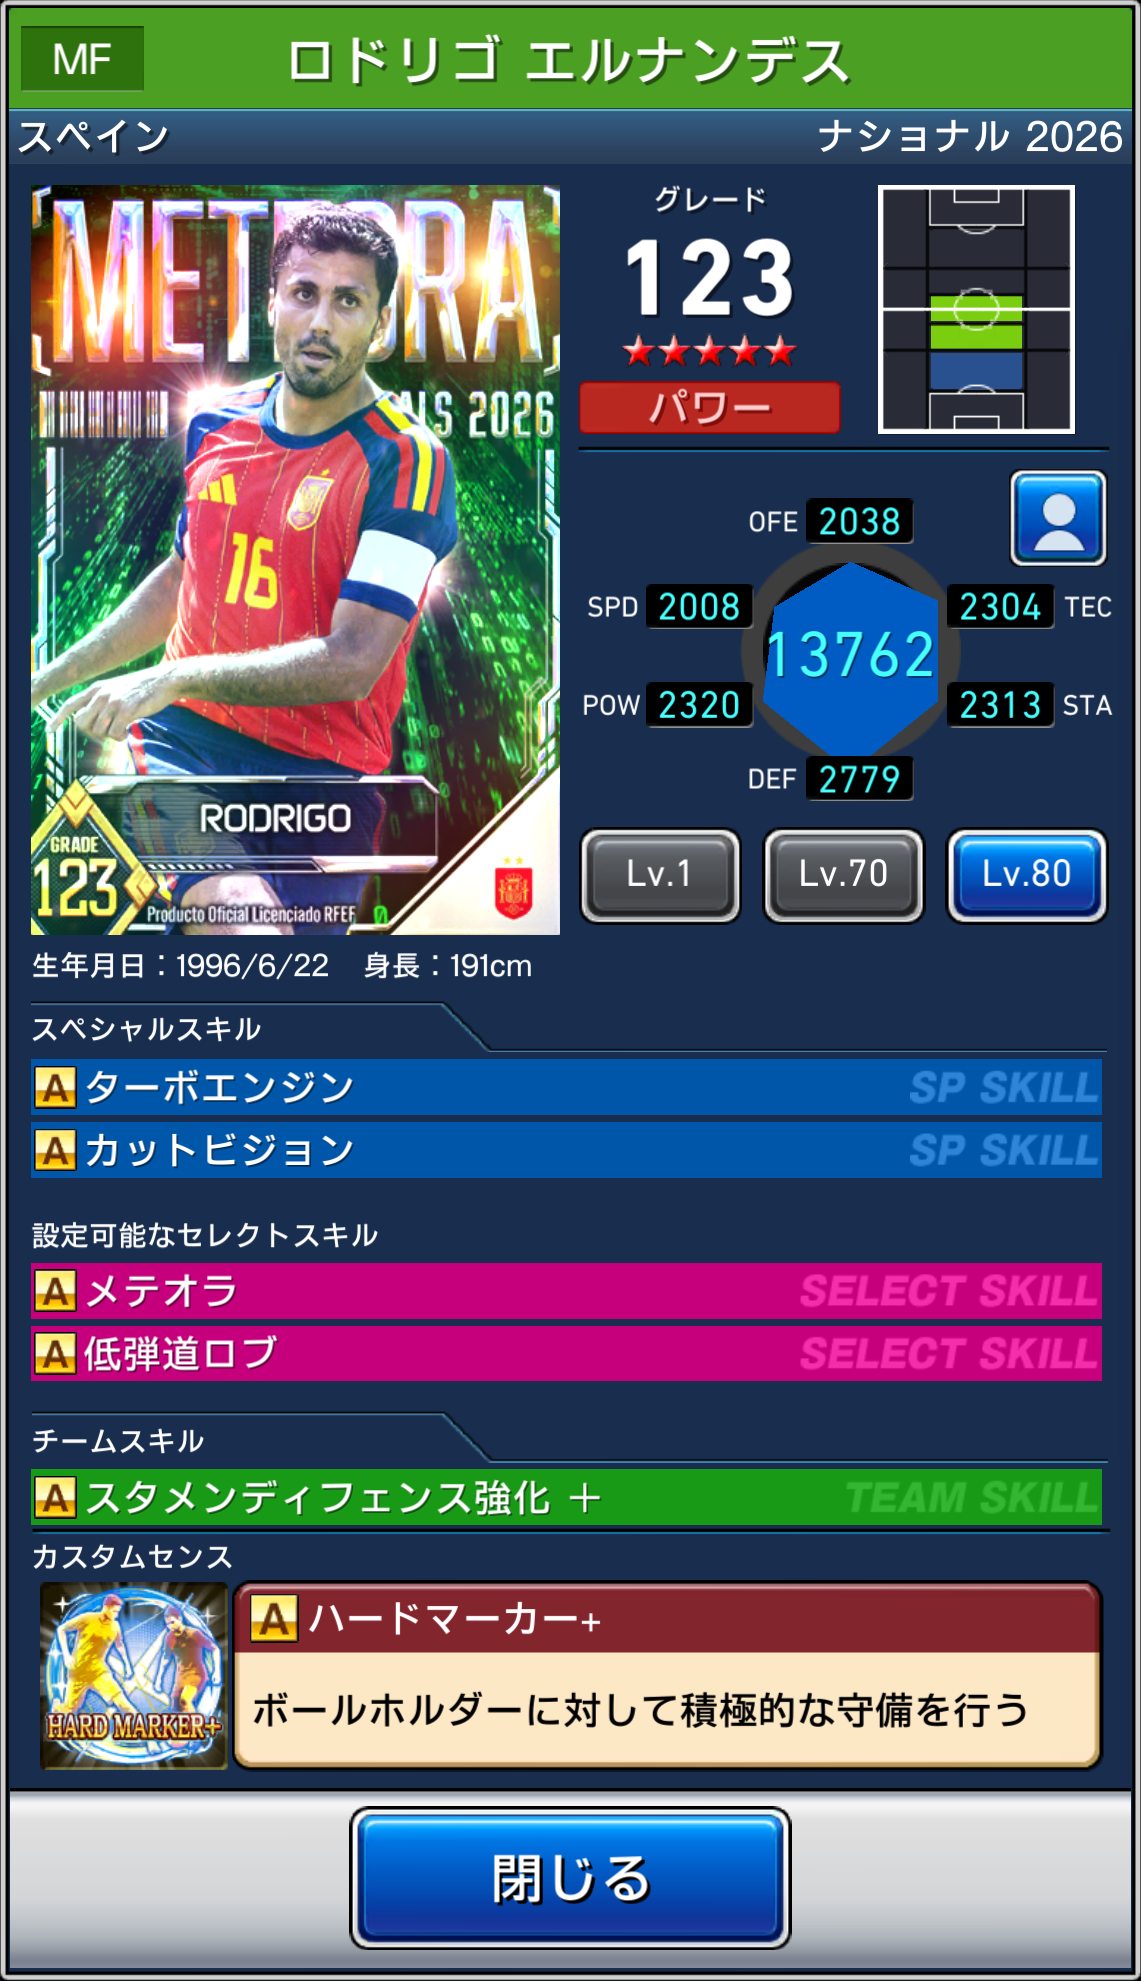 MF
ロドリゴ エルナンデス
スペイン
ナショナル 2026
METEORA
ALS 2026
16
RODRIGO
GRADE
123
Producto Oficial Licenciado RFEF
グレード
123
パワー
OFE 2038
SPD 2008
2304 TEC
13762
POW 2320
2313 STA
DEF 2779
Lv.1
Lv.70
Lv.80
生年月日：1996/6/22 身長：191cm
スペシャルスキル
A ターボエンジン SP SKILL
A カットビジョン SP SKILL
設定可能なセレクトスキル
A メテオラ SELECT SKILL
A 低弾道ロブ SELECT SKILL
チームスキル
A スタメンディフェンス強化 ＋ TEAM SKILL
カスタムセンス
HARD MARKER+
A ハードマーカー+
ボールホルダーに対して積極的な守備を行う
閉じる